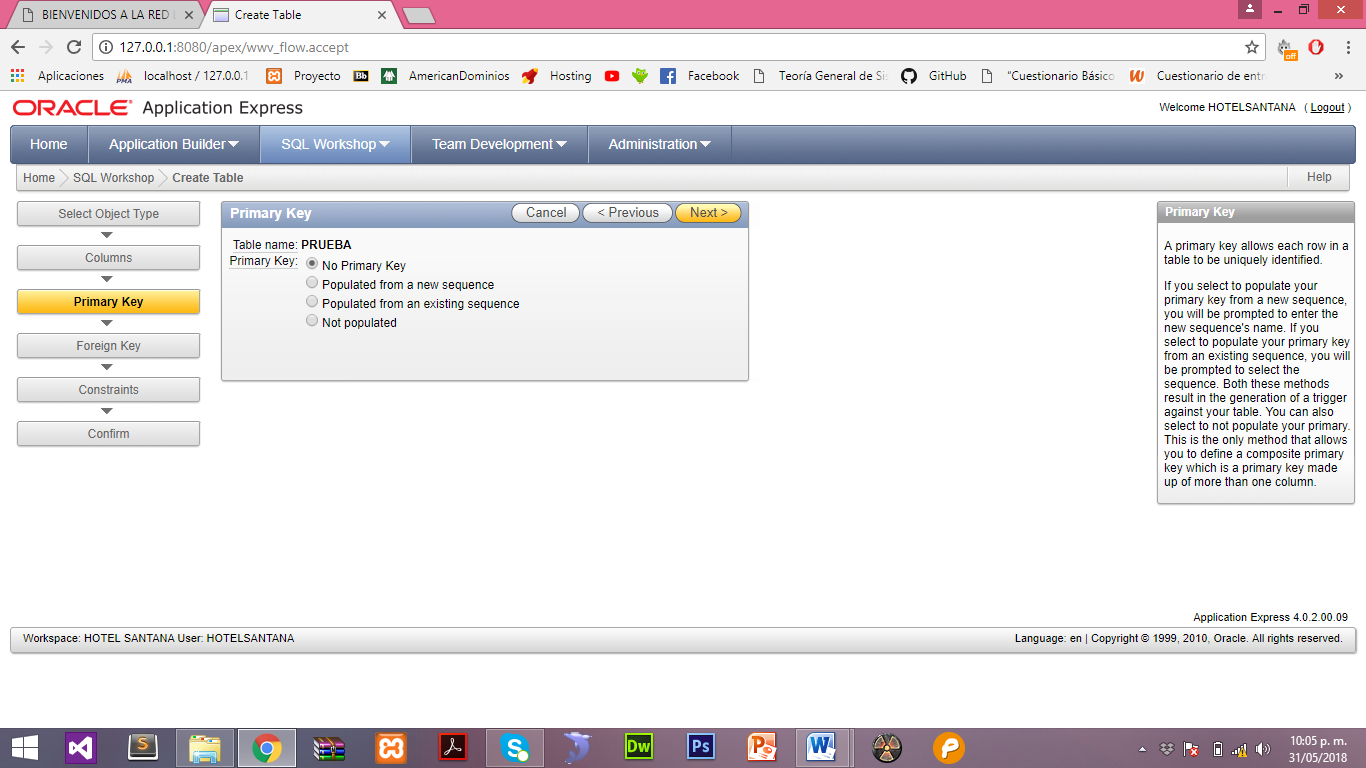 BIENVENIDOS A LA RED
Create Table
127.0.0.1:8080/apex/wwv_flow.accept
Aplicaciones
localhost / 127.0.0.1
Proyecto
Bb
AmericanDominios
Hosting
Facebook
Teoría General de Sis
GitHub
"Cuestionario Básico
Cuestionario de entr
»
off
ORACLE Application Express
Welcome HOTELSANTANA ( Logout )
Home
Application Builder
SQL Workshop
Team Development
Administration
Home
SQL Workshop
Create Table
Help
Select Object Type
Columns
Primary Key
Foreign Key
Constraints
Confirm
Primary Key
Cancel
< Previous
Next >
Table name: PRUEBA
Primary Key:
No Primary Key
Populated from a new sequence
Populated from an existing sequence
Not populated
Primary Key
A primary key allows each row in a
table to be uniquely identified.
If you select to populate your
primary key from a new sequence,
you will be prompted to enter the
new sequence's name. If you
select to populate your primary key
from an existing sequence, you will
be prompted to select the
sequence. Both these methods
result in the generation of a trigger
against your table. You can also
select to not populate your primary.
This is the only method that allows
you to define a composite primary
key which is a primary key made
up of more than one column.
Application Express 4.0.2.00.09
Workspace: HOTEL SANTANA User: HOTELSANTANA
Language: en | Copyright © 1999, 2010, Oracle. All rights reserved.
Dw
Ps
10:05 p. m.
31/05/2018